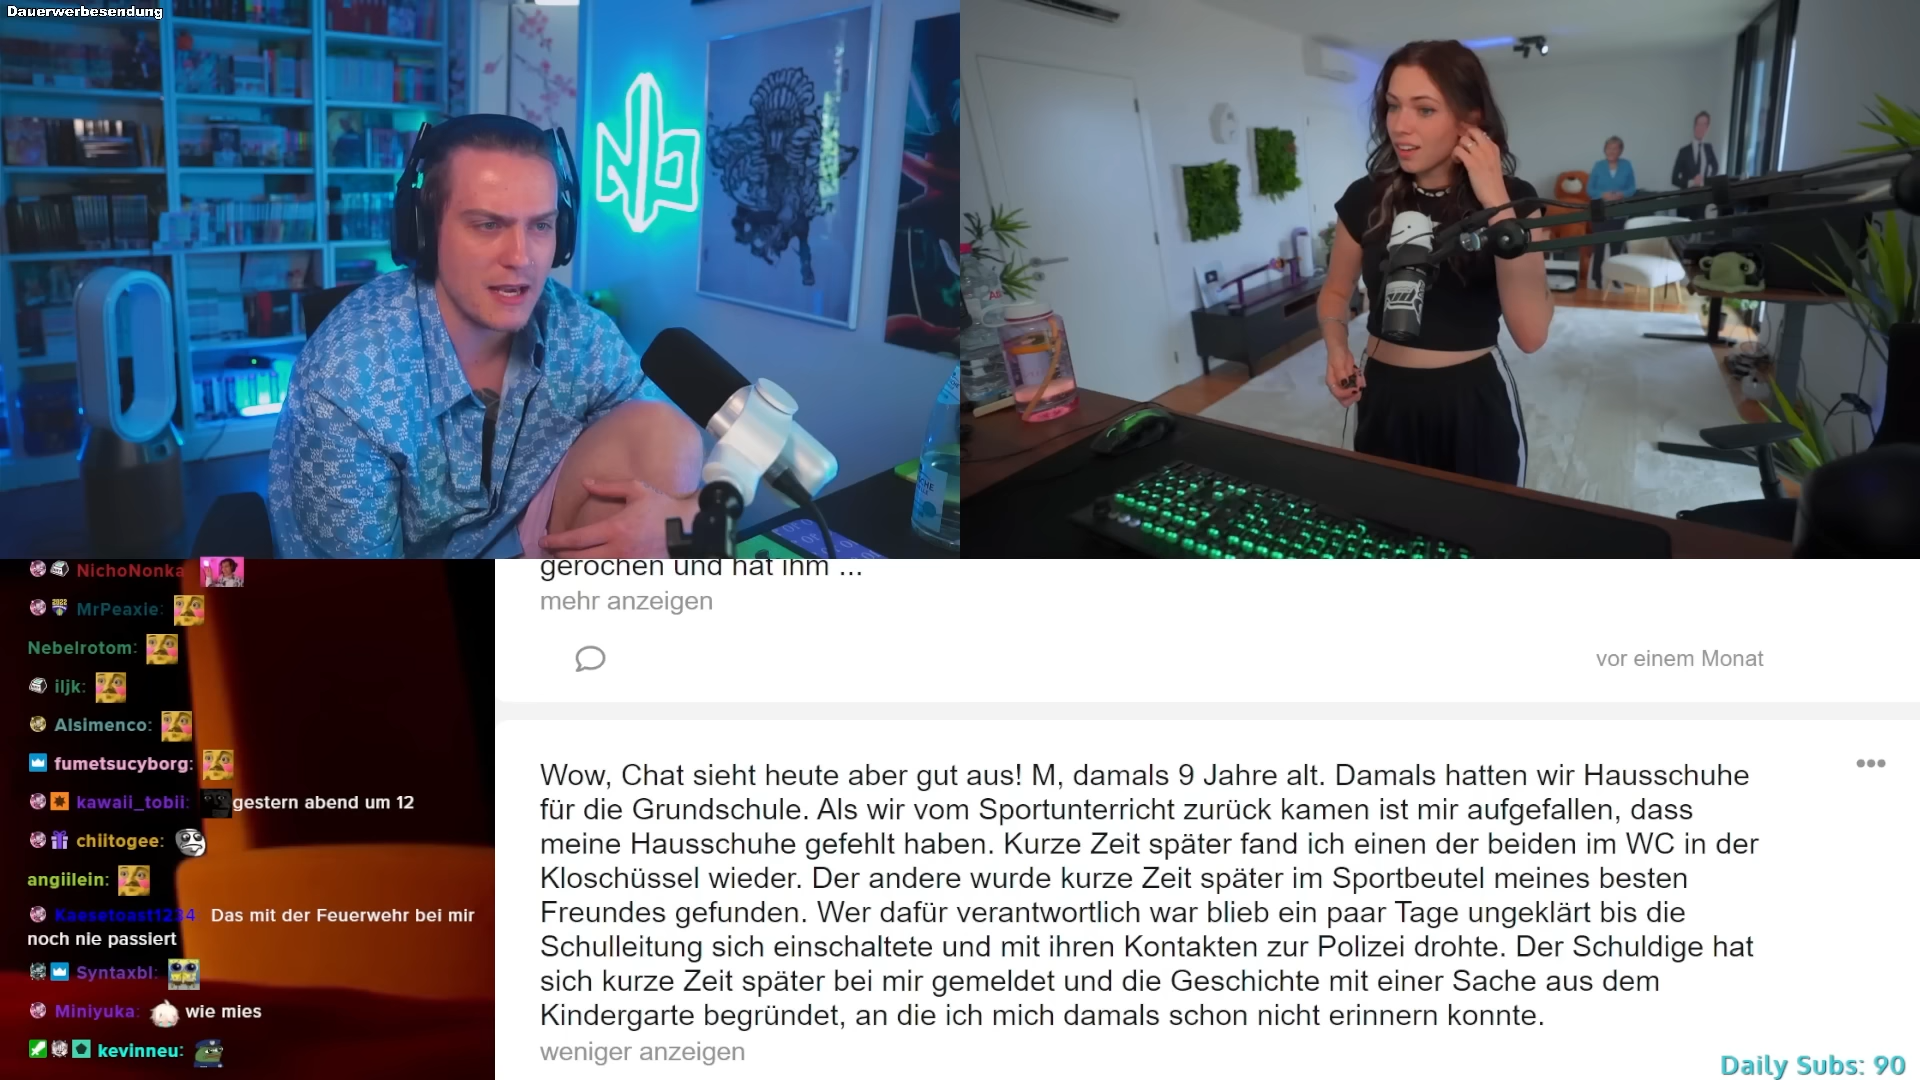 Dauerwerbesendung
gerochen und hat ihm ...
mehr anzeigen
vor einem Monat
Wow, Chat sieht heute aber gut aus! M, damals 9 Jahre alt. Damals hatten wir Hausschuhe
für die Grundschule. Als wir vom Sportunterricht zurück kamen ist mir aufgefallen, dass
meine Hausschuhe gefehlt haben. Kurze Zeit später fand ich einen der beiden im WC in der
Kloschüssel wieder. Der andere wurde kurze Zeit später im Sportbeutel meines besten
Freundes gefunden. Wer dafür verantwortlich war blieb ein paar Tage ungeklärt bis die
Schulleitung sich einschaltete und mit ihren Kontakten zur Polizei drohte. Der Schuldige hat
sich kurze Zeit später bei mir gemeldet und die Geschichte mit einer Sache aus dem
Kindergarte begründet, an die ich mich damals schon nicht erinnern konnte.
weniger anzeigen
NichoNonka
MrPeaxie:
Nebelrotom:
iljk:
Alsimenco:
fumetsucyborg:
kawaii_tobii: gestern abend um 12
chiitogee:
angiilein:
Kaesetoast1234 Das mit der Feuerwehr bei mir
noch nie passiert
Syntaxbl:
Miniyuka: wie mies
kevinneu:
Daily Subs: 90